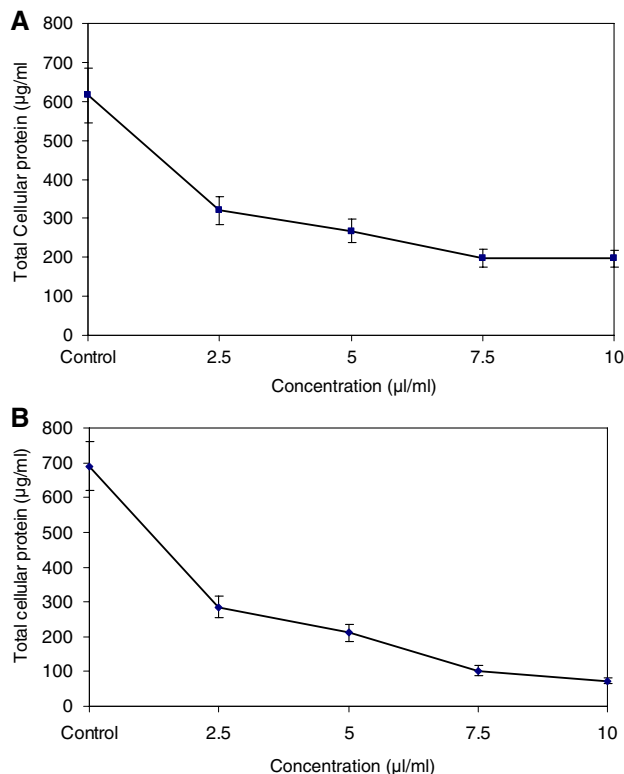 A
800
700
600
500
400
300
200
100
0
Total Cellular protein (µg/ml
Control 2.5 5 7.5 10
Concentration (µl/ml)
B
800
700
600
500
400
300
200
100
0
Total cellular protein (µg/ml)
Control 2.5 5 7.5 10
Concentration (µl/ml)